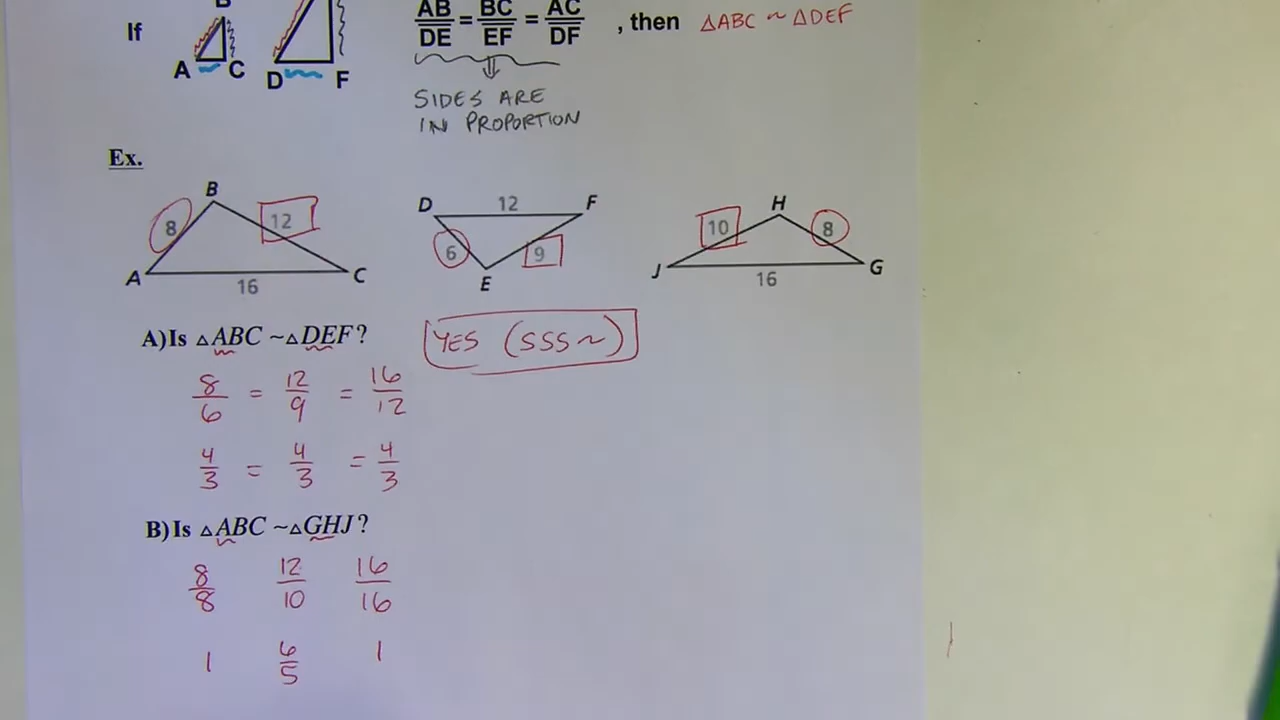 B
If
AB/DE = BC/EF = AC/DF , then △ABC ~ △DEF
A C D F
SIDES ARE
IN PROPORTION
Ex.
B 8 12 A 16 C
D 12 F 6 9 E
H 10 8 J 16 G
A) Is △ABC ~ △DEF? YES (SSS ~)
8/6 = 12/9 = 16/12
4/3 = 4/3 = 4/3
B) Is △ABC ~ △GHJ?
8/8 12/10 16/16
1 6/5 1